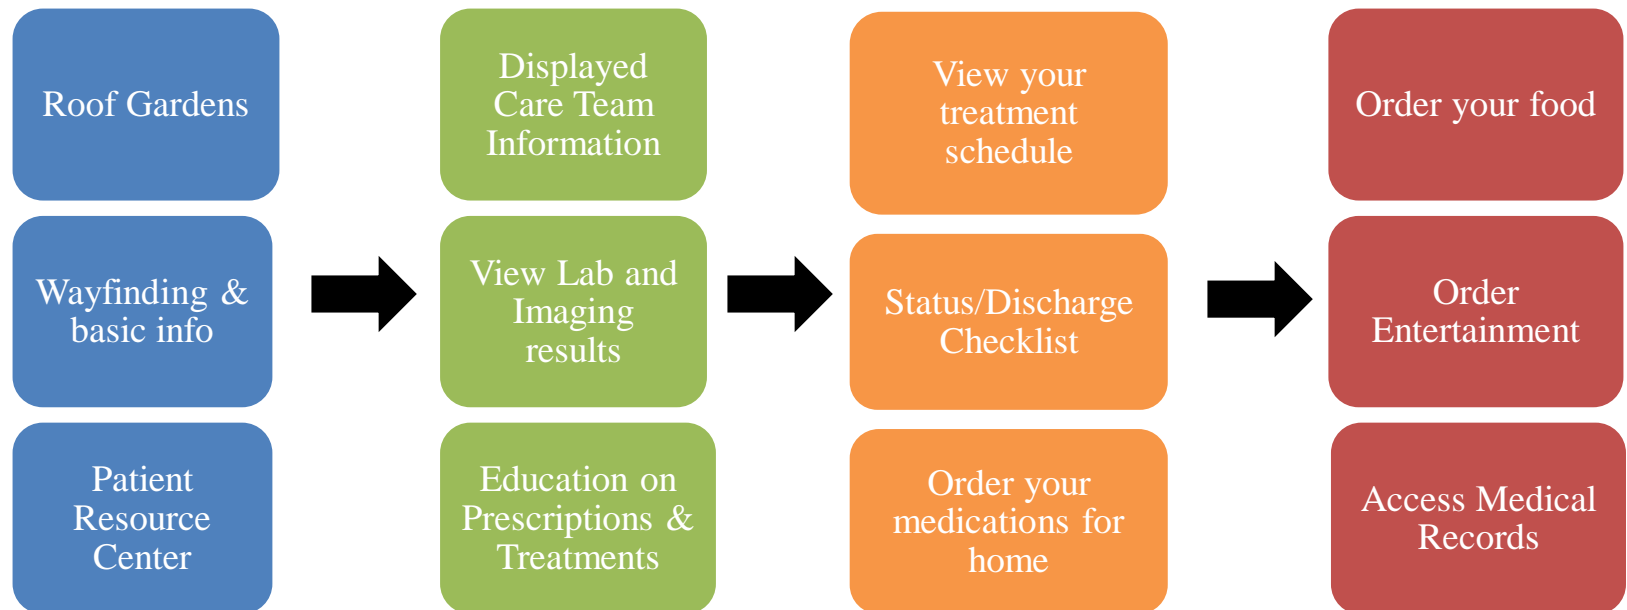 Roof Gardens
Wayfinding &
basic info
Patient
Resource
Center
Displayed
Care Team
Information
View Lab and
Imaging
results
Education on
Prescriptions &
Treatments
View your
treatment
schedule
Status/Discharge
Checklist
Order your
medications for
home
Order your food
Order
Entertainment
Access Medical
Records